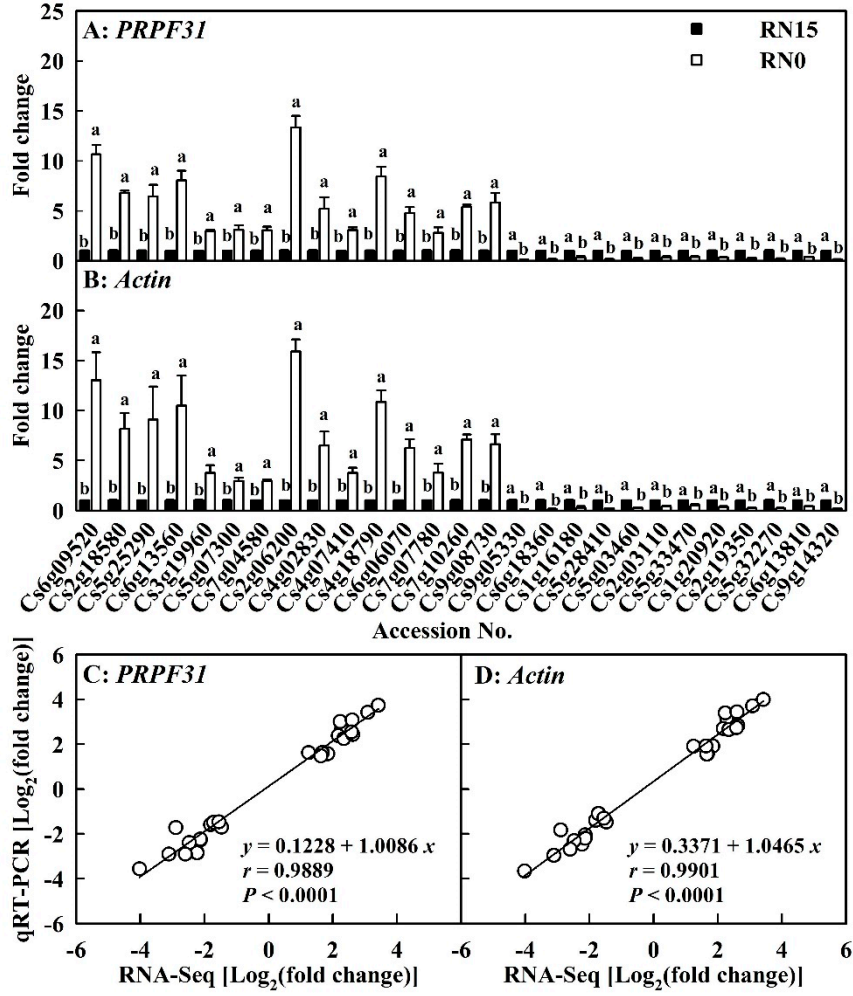 A: PRPF31
RN15
RN0
Fold change
25
20
15
10
5
0
b a b a b a b a b a b a b a b a b a b a b a b a b a b a b a a b a b a b a b a b a b a b a b a b a b a b a b
B: Actin
Fold change
20
15
10
5
0
b a b a b a b a b a b a b a b a b a b a b a b a b a b a b a a b a b a b a b a b a b a b a b a b a b a b a b
Cs6g09520
Cs2g18580
Cs5g25290
Cs6g13560
Cs3g19960
Cs5g07300
Cs7g04580
Cs2g06200
Cs4g02830
Cs4g07410
Cs4g18790
Cs6g06070
Cs7g07780
Cs7g10260
Cs9g08730
Cs9g05330
Cs6g18360
Cs1g16180
Cs5g28410
Cs5g03460
Cs2g03110
Cs5g33470
Cs1g20920
Cs2g19350
Cs5g32270
Cs6g13810
Cs9g14320
Accession No.
qRT-PCR [Log2(fold change)]
6
4
2
0
-2
-4
-6
C: PRPF31
y = 0.1228 + 1.0086 x
r = 0.9889
P < 0.0001
-6 -4 -2 0 2 4
RNA-Seq [Log2(fold change)]
D: Actin
y = 0.3371 + 1.0465 x
r = 0.9901
P < 0.0001
-6 -4 -2 0 2 4 6
RNA-Seq [Log2(fold change)]